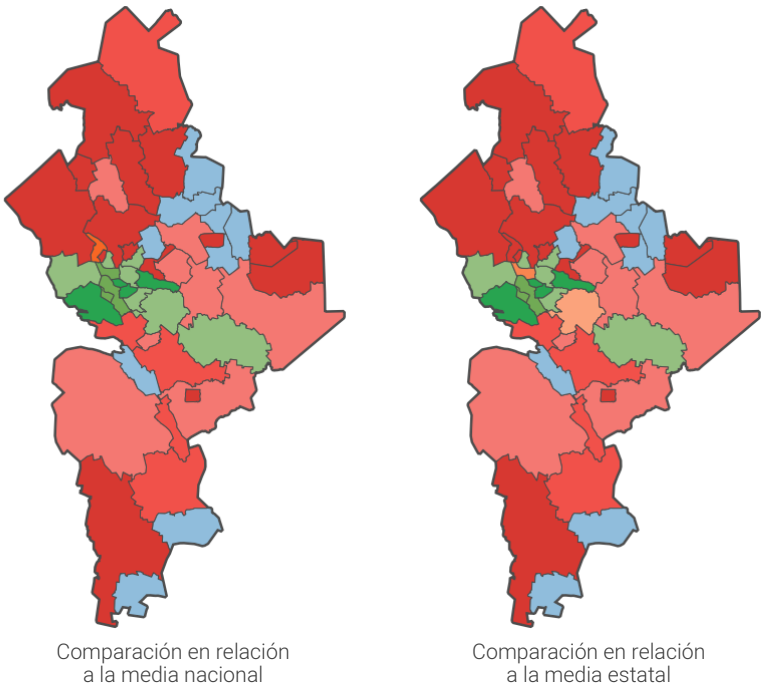 Comparación en relación
a la media nacional
Comparación en relación
a la media estatal